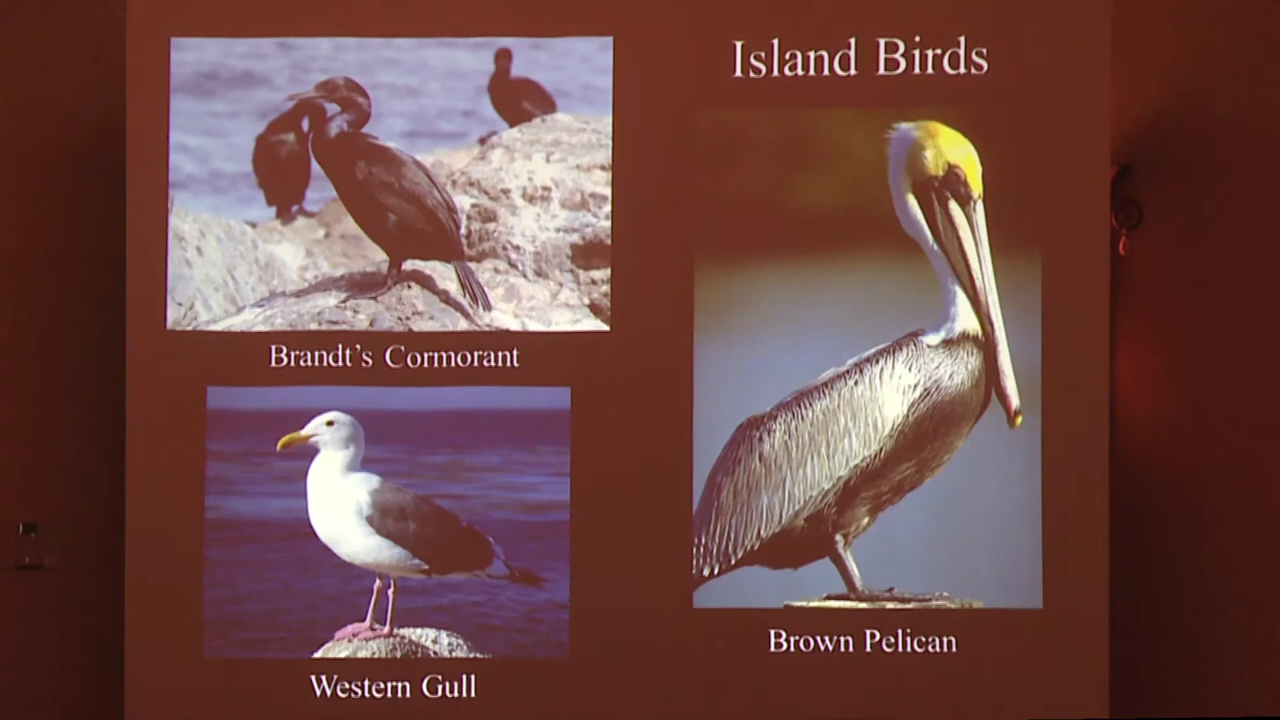 Island Birds
Brandt's Cormorant
Western Gull
Brown Pelican